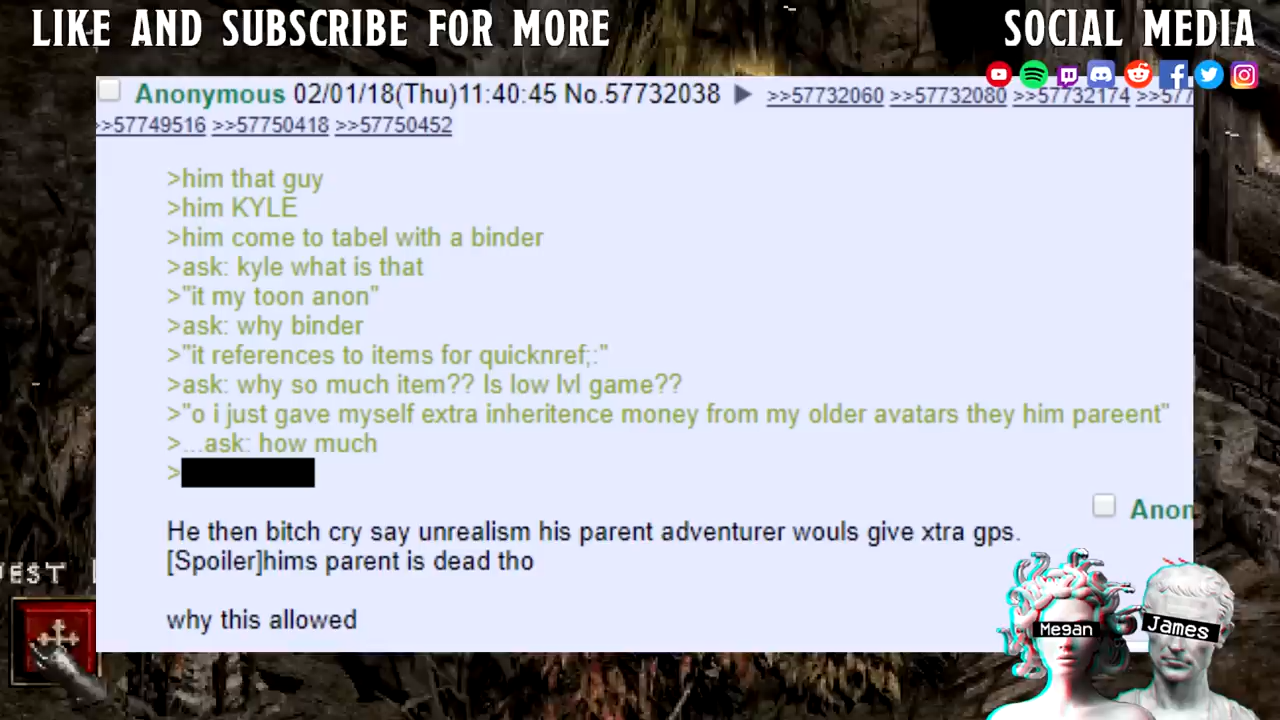 LIKE AND SUBSCRIBE FOR MORE
SOCIAL MEDIA
Anonymous 02/01/18(Thu)11:40:45 No.57732038 ▶ >>57732060 >>57732080 >>57732174 >>577
>>57749516 >>57750418 >>57750452
>him that guy
>him KYLE
>him come to tabel with a binder
>ask: kyle what is that
>"it my toon anon"
>ask: why binder
>"it references to items for quicknref;:"
>ask: why so much item?? Is low lvl game??
>"o i just gave myself extra inheritence money from my older avatars they him pareent"
>...ask: how much
>
Anon
He then bitch cry say unrealism his parent adventurer wouls give xtra gps.
[Spoiler]hims parent is dead tho
why this allowed
Megan
James